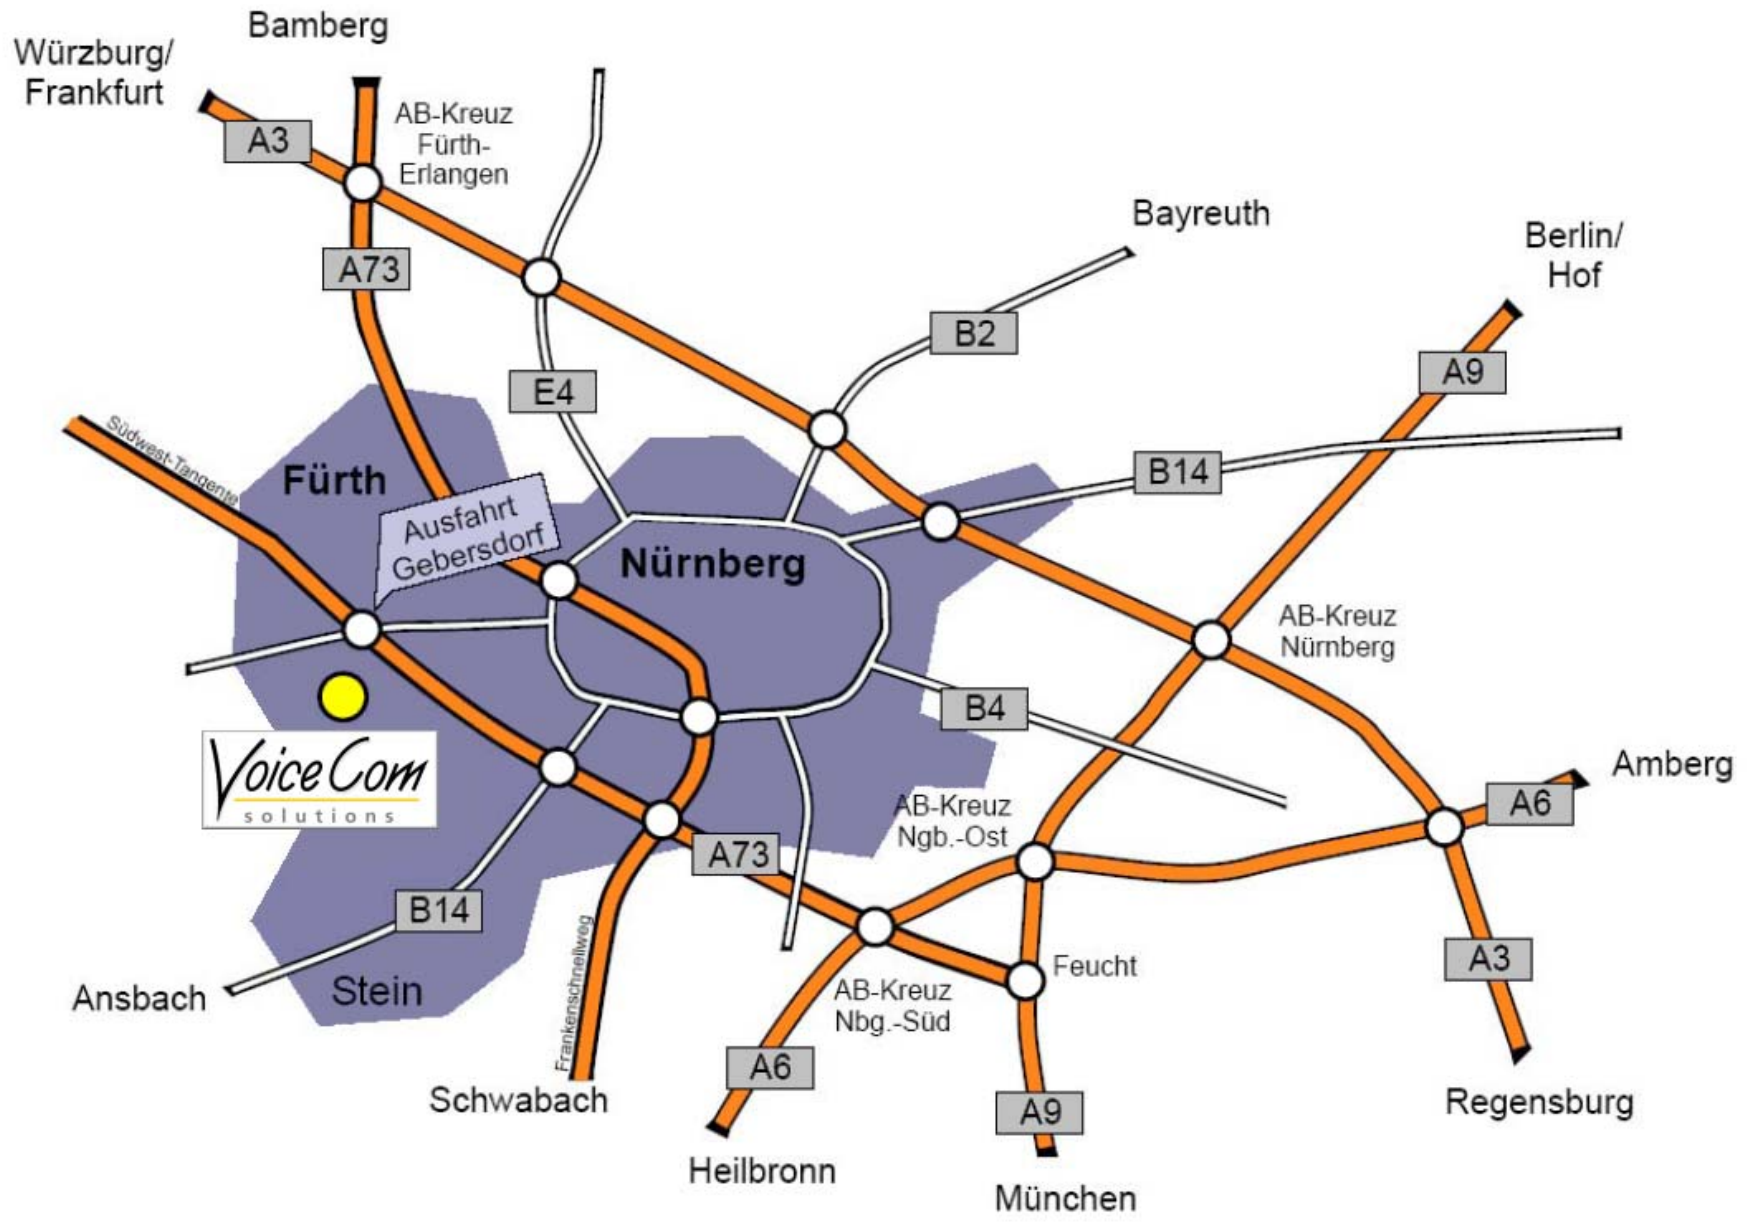 Bamberg
Würzburg/
Frankfurt
AB-Kreuz
Fürth-
Erlangen
A3
A73
Bayreuth
Berlin/
Hof
B2
A9
E4
Südwest-Tangente
Fürth
B14
Ausfahrt
Gebersdorf
Nürnberg
AB-Kreuz
Nürnberg
B4
VoiceCom
solutions
Amberg
A6
AB-Kreuz
Ngb.-Ost
A73
B14
Frankenschnellweg
A3
Feucht
Ansbach
Stein
AB-Kreuz
Nbg.-Süd
A6
Schwabach
A9
Regensburg
Heilbronn
München